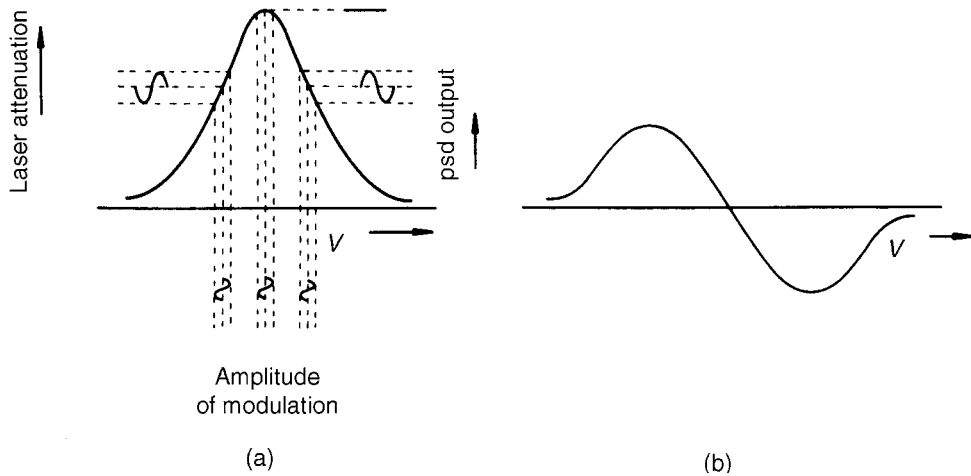 Laser attenuation
V
Amplitude
of modulation
(a)
psd output
V
(b)